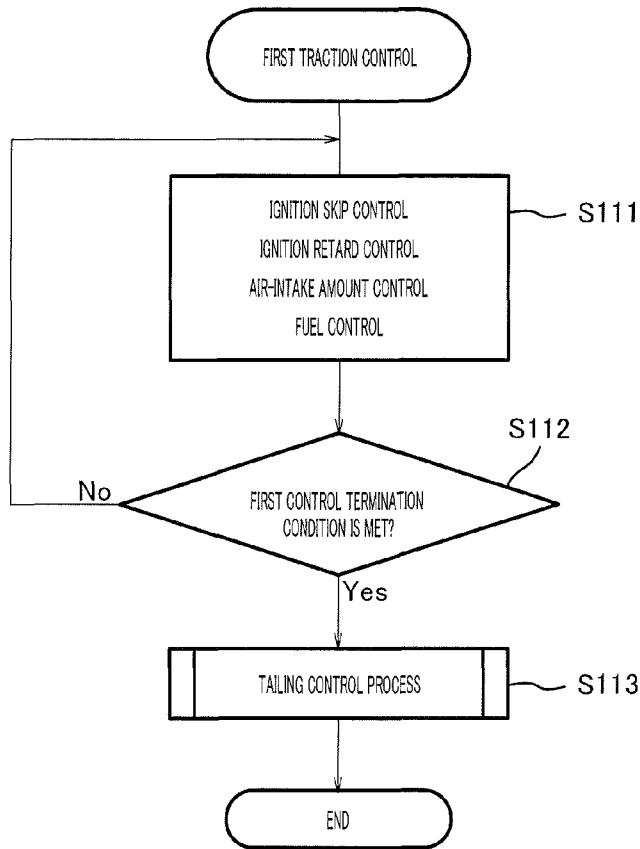 FIRST TRACTION CONTROL
IGNITION SKIP CONTROL
IGNITION RETARD CONTROL
AIR-INTAKE AMOUNT CONTROL
FUEL CONTROL
S111
S112
No
FIRST CONTROL TERMINATION
CONDITION IS MET?
Yes
TAILING CONTROL PROCESS
S113
END